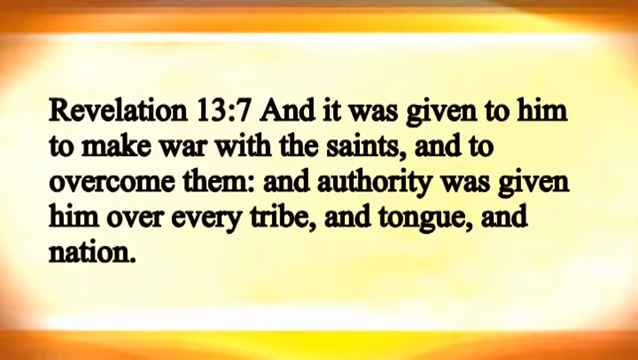 Revelation 13:7 And it was given to him
to make war with the saints, and to
overcome them: and authority was given
him over every tribe, and tongue, and
nation.